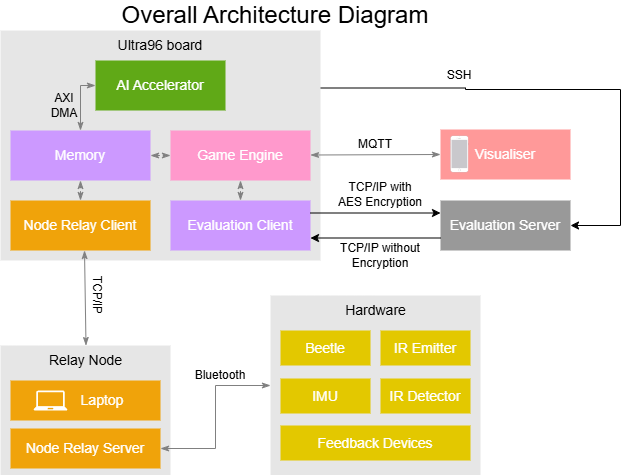 Overall Architecture Diagram
Ultra96 board
AI Accelerator
SSH
AXI
DMA
Memory
Game Engine
MQTT
Visualiser
Node Relay Client
Evaluation Client
TCP/IP with
AES Encryption
Evaluation Server
TCP/IP without
Encryption
TCP/IP
Hardware
Beetle
IR Emitter
Relay Node
Bluetooth
IMU
IR Detector
Laptop
Node Relay Server
Feedback Devices